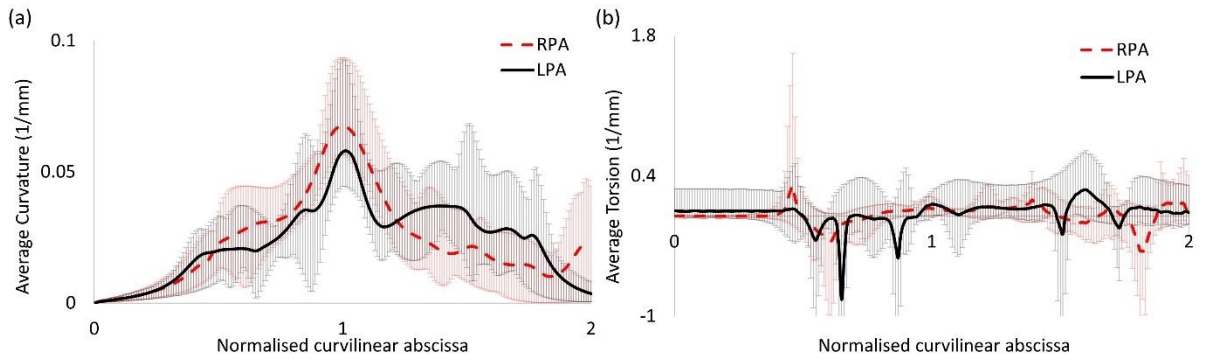 (a)
0.1
RPA
LPA
Average Curvature (1/mm)
0.05
0
0
1
2
Normalised curvilinear abscissa
(b)
1.8
RPA
LPA
Average Torsion (1/mm)
0.4
0
1
2
-1
Normalised curvilinear abscissa